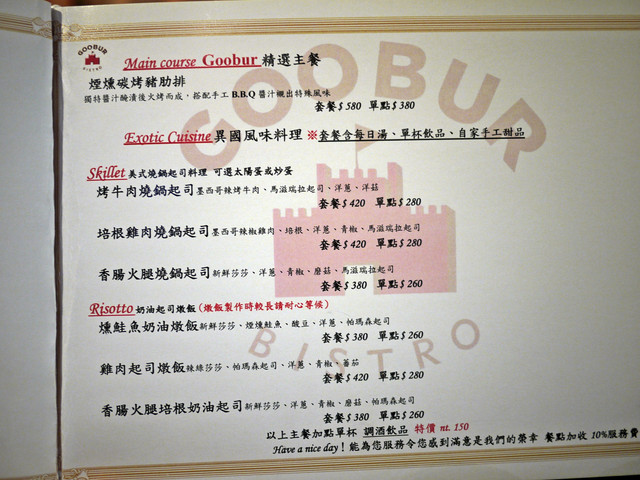 GOOBUR
BISTRO
GOOBUR
Main course Goobur 精選主餐
煙燻碳烤豬肋排
獨特醬汁醃漬後火烤而成，搭配手工 B.B.Q 醬汁襯出特殊風味
套餐$580 單點$380
Exotic Cuisine 異國風味料理 ※套餐含每日湯、單杯飲品、自家手工甜品
Skillet 美式燒鍋起司料理 可選太陽蛋或炒蛋
烤牛肉燒鍋起司 墨西哥辣烤牛肉、馬滋瑞拉起司、洋蔥、洋菇
套餐$420 單點$280
培根雞肉燒鍋起司 墨西哥辣椒雞肉、培根、洋蔥、青椒、馬滋瑞拉起司
套餐$420 單點$280
香腸火腿燒鍋起司 新鮮莎莎、洋蔥、青椒、磨菇、馬滋瑞拉起司
套餐$380 單點$260
Risotto 奶油起司燉飯 (燉飯製作時較長請耐心等候)
燻鮭魚奶油燉飯 新鮮莎莎、煙燻鮭魚、酸豆、洋蔥、帕瑪森起司
套餐$380 單點$260
BISTRO
雞肉起司燉飯 辣綠莎莎、帕瑪森起司、洋蔥、青椒、蕃茄
套餐$420 單點$280
香腸火腿培根奶油起司 新鮮莎莎、洋蔥、青椒、磨菇、帕瑪森起司
套餐$380 單點$260
以上主餐加點單杯 調酒飲品 特價 nt. 150
Have a nice day！能為您服務令您感到滿意是我們的榮幸 餐點加收 10%服務費